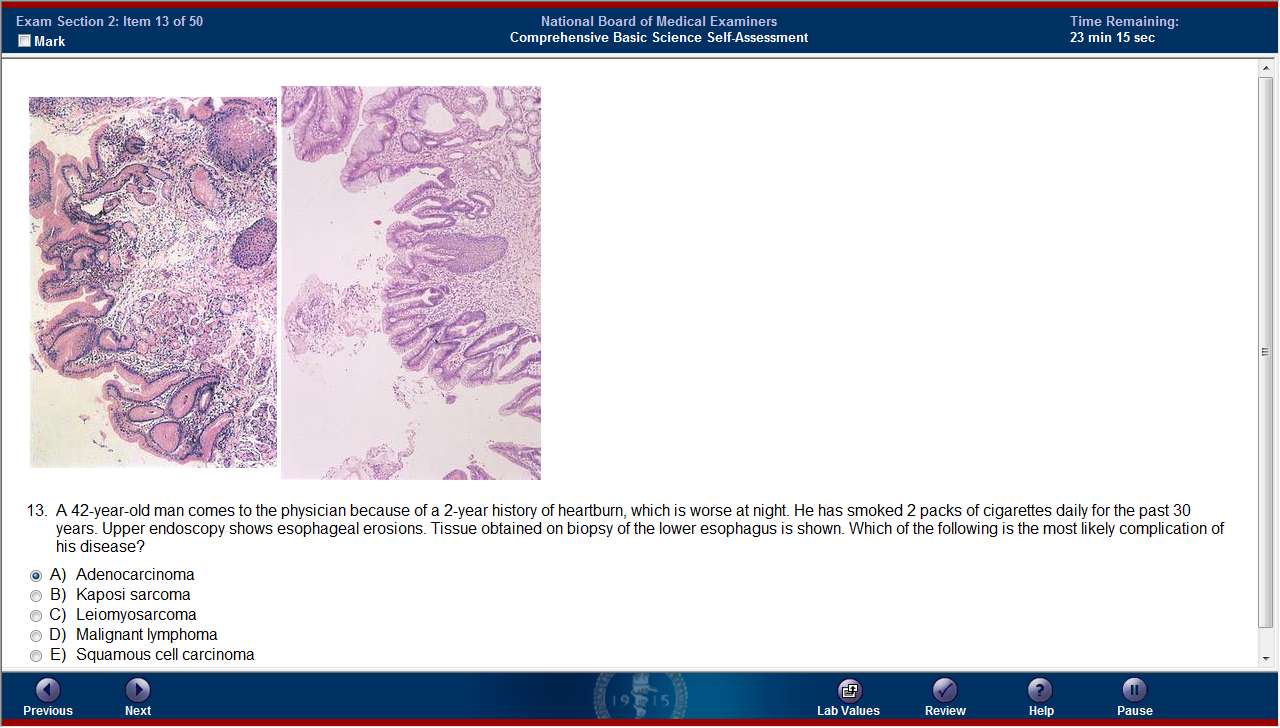 Exam Section 2: Item 13 of 50
Mark
National Board of Medical Examiners
Comprehensive Basic Science Self-Assessment
Time Remaining:
23 min 15 sec
13. A 42-year-old man comes to the physician because of a 2-year history of heartburn, which is worse at night. He has smoked 2 packs of cigarettes daily for the past 30
years. Upper endoscopy shows esophageal erosions. Tissue obtained on biopsy of the lower esophagus is shown. Which of the following is the most likely complication of
his disease?
A) Adenocarcinoma
B) Kaposi sarcoma
C) Leiomyosarcoma
D) Malignant lymphoma
E) Squamous cell carcinoma
Previous
Next
1915
Lab Values
Review
Help
Pause